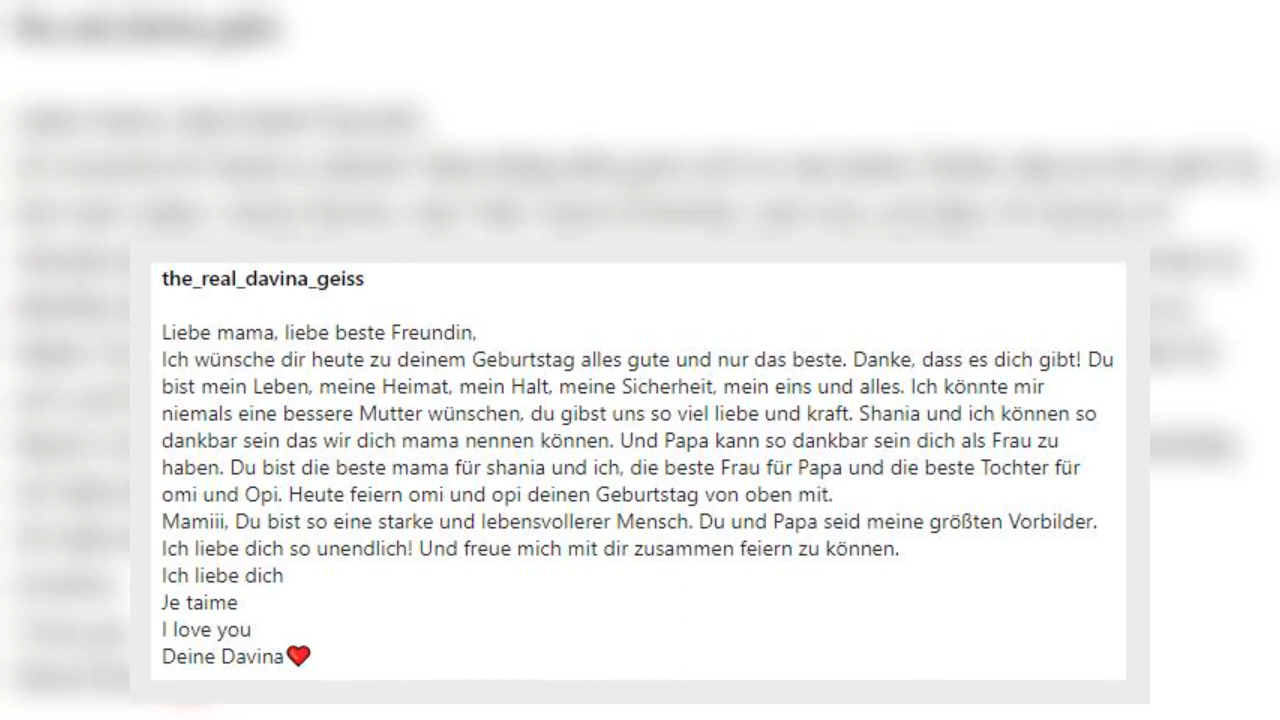 the_real_davina_geiss
Liebe mama, liebe beste Freundin,
Ich wünsche dir heute zu deinem Geburtstag alles gute und nur das beste. Danke, dass es dich gibt! Du
bist mein Leben, meine Heimat, mein Halt, meine Sicherheit, mein eins und alles. Ich könnte mir
niemals eine bessere Mutter wünschen, du gibst uns so viel liebe und kraft. Shania und ich können so
dankbar sein das wir dich mama nennen können. Und Papa kann so dankbar sein dich als Frau zu
haben. Du bist die beste mama für shania und ich, die beste Frau für Papa und die beste Tochter für
omi und Opi. Heute feiern omi und opi deinen Geburtstag von oben mit.
Mamiii, Du bist so eine starke und lebensvollerer Mensch. Du und Papa seid meine größten Vorbilder.
Ich liebe dich so unendlich! Und freue mich mit dir zusammen feiern zu können.
Ich liebe dich
Je taime
I love you
Deine Davina❤️